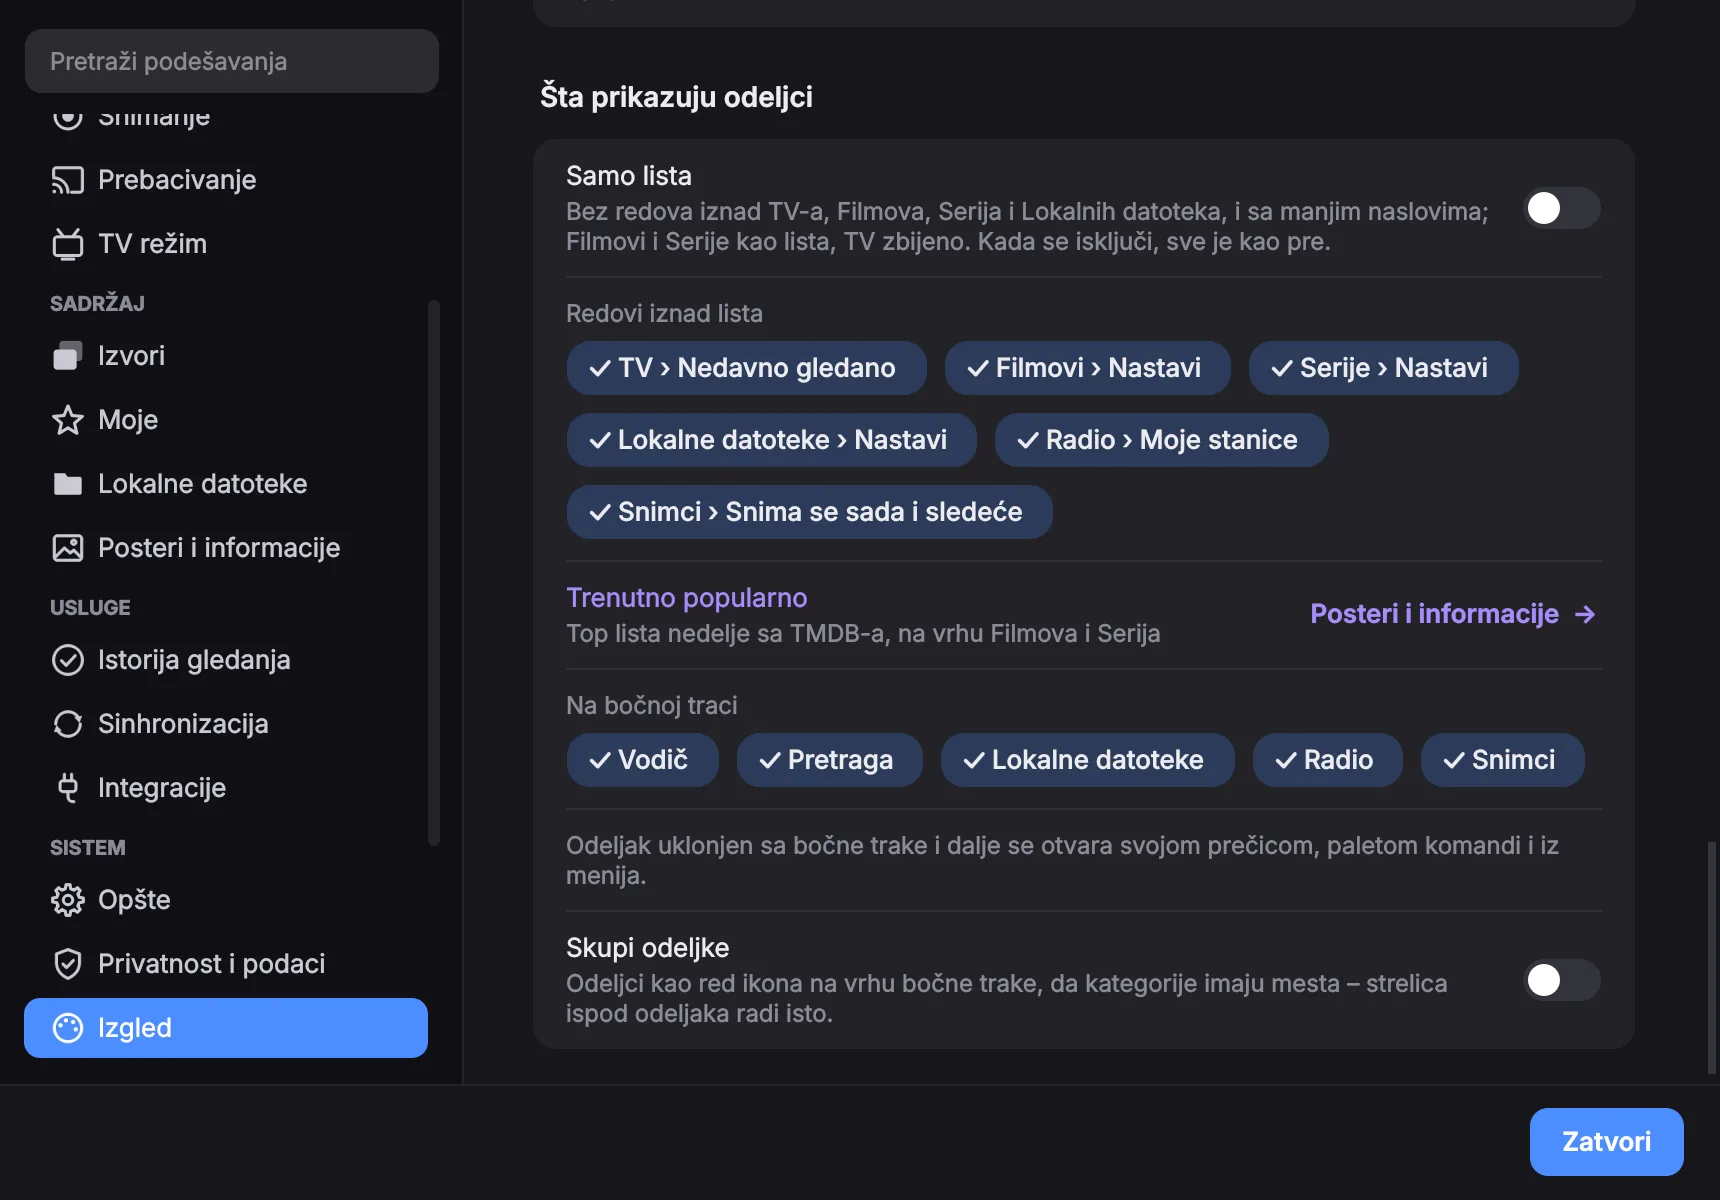 Pretraži podešavanja
Snimanje
Prebacivanje
TV režim
SADRŽAJ
Izvori
Moje
Lokalne datoteke
Posteri i informacije
USLUGE
Istorija gledanja
Sinhronizacija
Integracije
SISTEM
Opšte
Privatnost i podaci
Izgled
Šta prikazuju odeljci
Samo lista
Bez redova iznad TV-a, Filmova, Serija i Lokalnih datoteka, i sa manjim naslovima;
Filmovi i Serije kao lista, TV zbijeno. Kada se isključi, sve je kao pre.
Redovi iznad lista
TV › Nedavno gledano
Filmovi › Nastavi
Serije › Nastavi
Lokalne datoteke › Nastavi
Radio › Moje stanice
Snimci › Snima se sada i sledeće
Trenutno popularno
Top lista nedelje sa TMDB-a, na vrhu Filmova i Serija
Posteri i informacije →
Na bočnoj traci
Vodič
Pretraga
Lokalne datoteke
Radio
Snimci
Odeljak uklonjen sa bočne trake i dalje se otvara svojom prečicom, paletom komandi i iz
menija.
Skupi odeljke
Odeljci kao red ikona na vrhu bočne trake, da kategorije imaju mesta – strelica
ispod odeljaka radi isto.
Zatvori